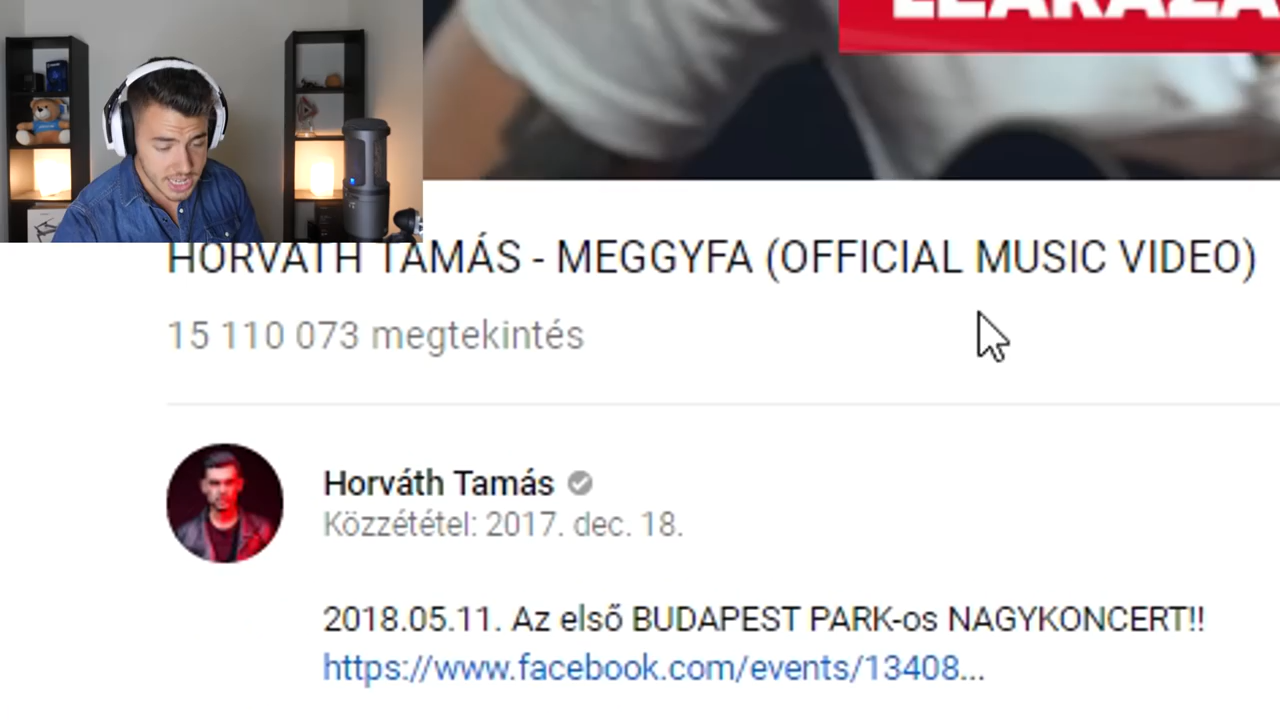 LEÁRAZÁ
HORVÁTH TAMÁS - MEGGYFA (OFFICIAL MUSIC VIDEO)
15 110 073 megtekintés
Horváth Tamás
Közzététel: 2017. dec. 18.
2018.05.11. Az első BUDAPEST PARK-os NAGYKONCERT!!
https://www.facebook.com/events/13408...